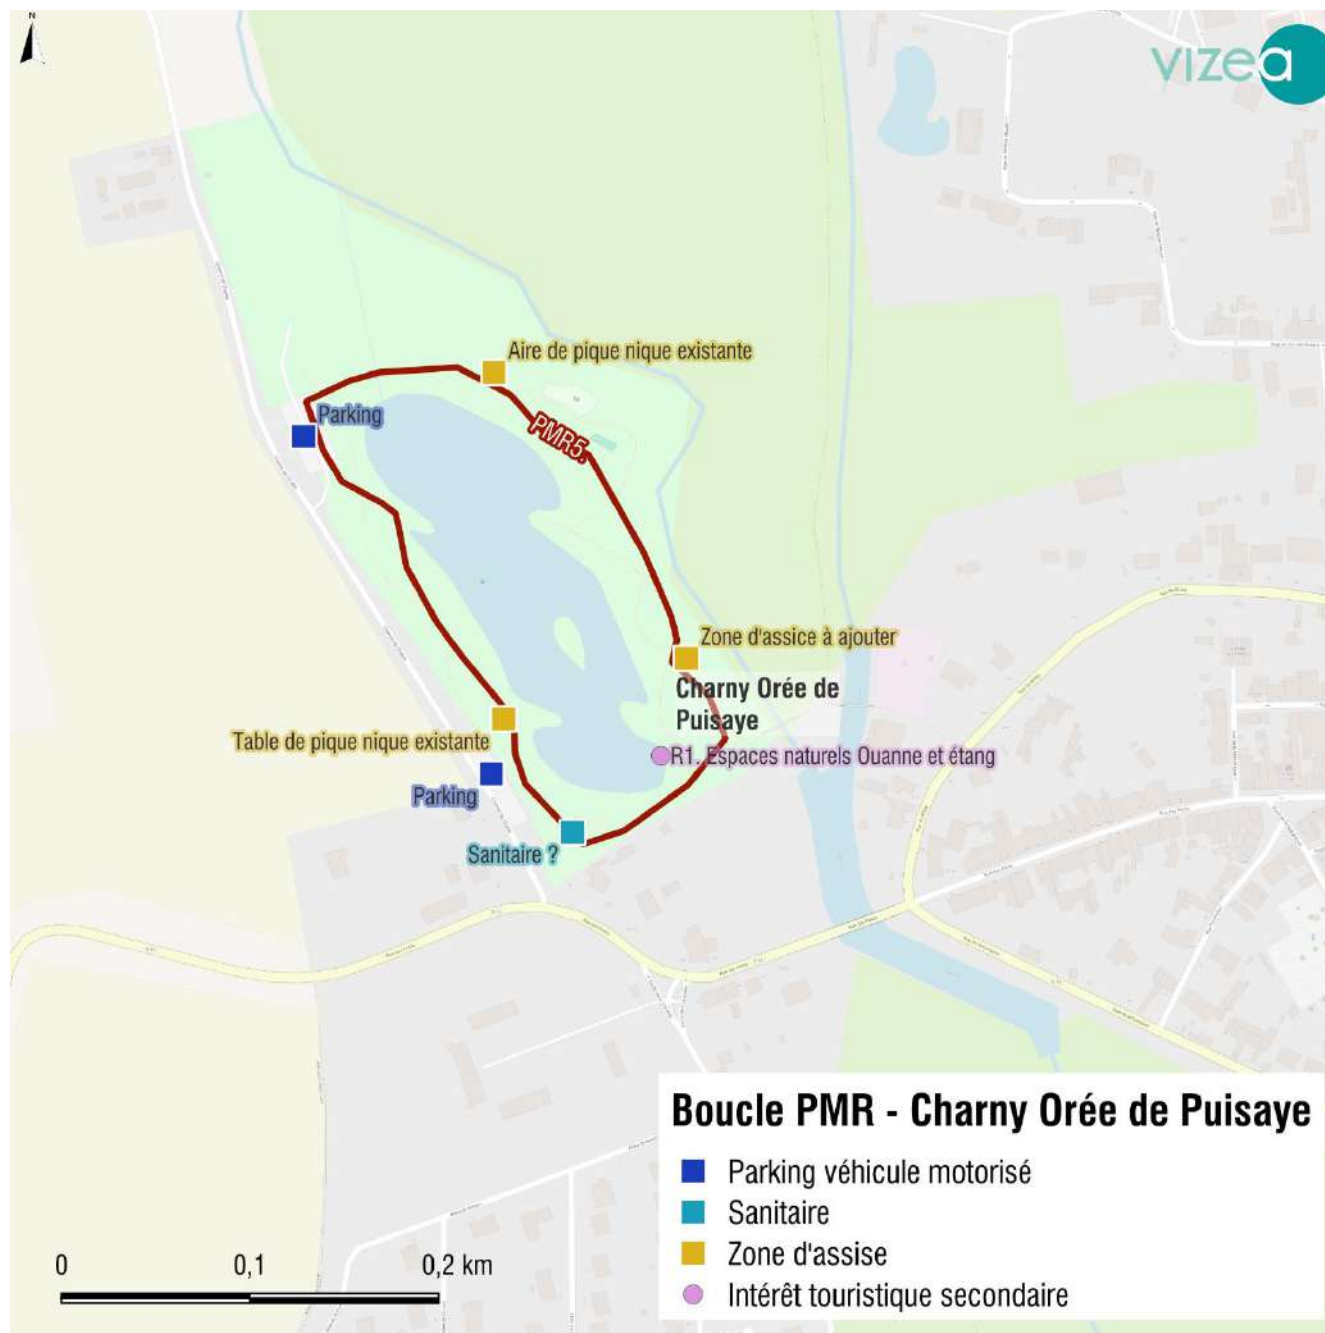 N
vizea
Aire de pique nique existante
Parking
PMR5.
Zone d'assice à ajouter
Charny Orée de
Puisaye
Table de pique nique existante
R1. Espaces naturels Ouanne et étang
Parking
Sanitaire ?
Boucle PMR - Charny Orée de Puisaye
Parking véhicule motorisé
Sanitaire
Zone d'assise
Intérêt touristique secondaire
0 0,1 0,2 km